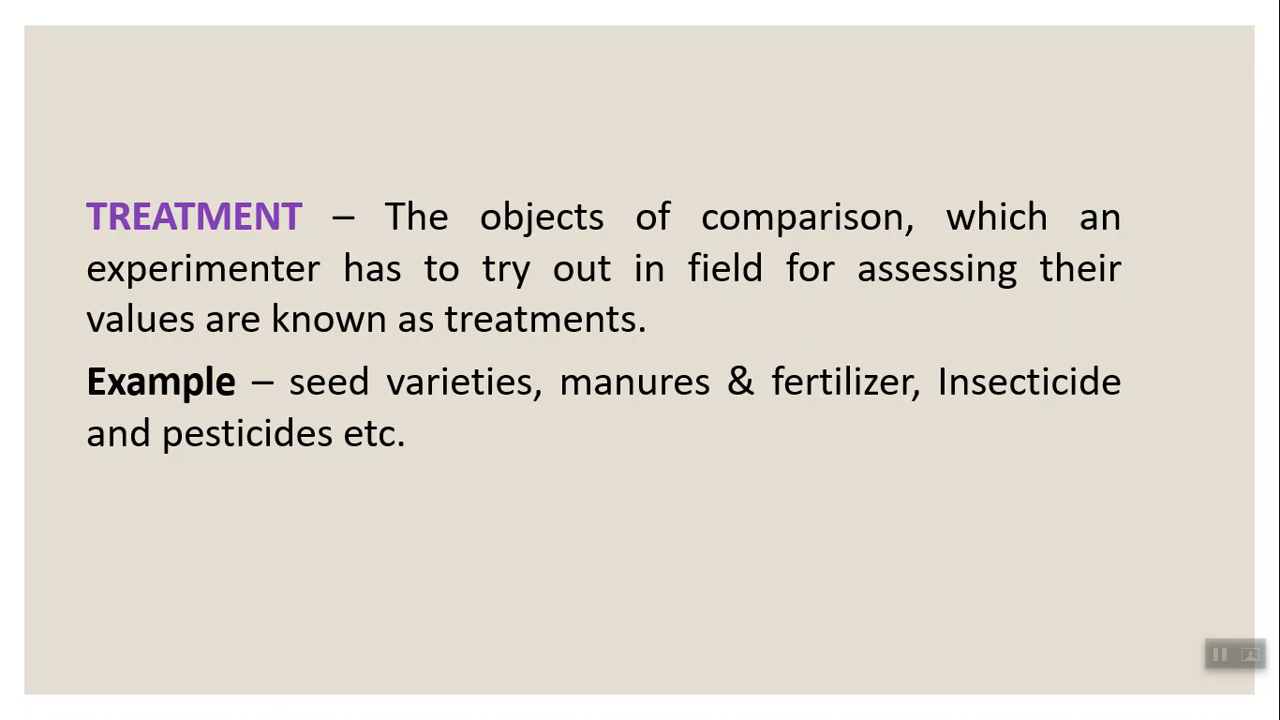 TREATMENT – The objects of comparison, which an
experimenter has to try out in field for assessing their
values are known as treatments.
Example – seed varieties, manures & fertilizer, Insecticide
and pesticides etc.